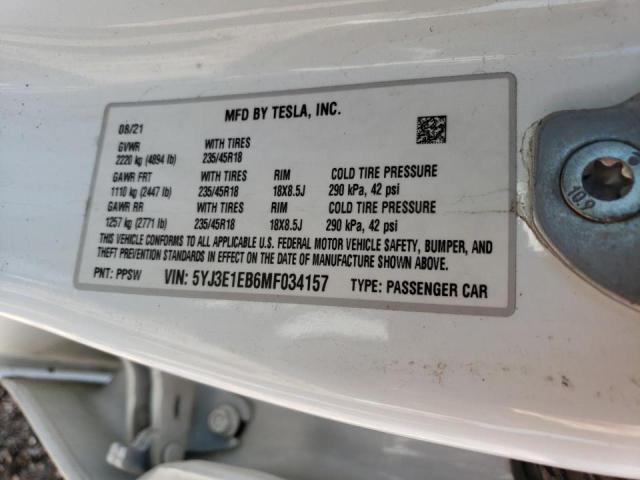 MFD BY TESLA, INC.
08/21
GVWR WITH TIRES
2220 kg (4894 lb) 235/45R18
GAWR FRT WITH TIRES RIM COLD TIRE PRESSURE
1110 kg (2447 lb) 235/45R18 18X8.5J 290 kPa, 42 psi
GAWR RR WITH TIRES RIM COLD TIRE PRESSURE
1257 kg (2771 lb) 235/45R18 18X8.5J 290 kPa, 42 psi
THIS VEHICLE CONFORMS TO ALL APPLICABLE U.S. FEDERAL MOTOR VEHICLE SAFETY, BUMPER, AND
THEFT PREVENTION STANDARDS IN EFFECT ON THE DATE OF MANUFACTURE SHOWN ABOVE.
PNT: PPSW VIN: 5YJ3E1EB6MF034157 TYPE: PASSENGER CAR
10.9